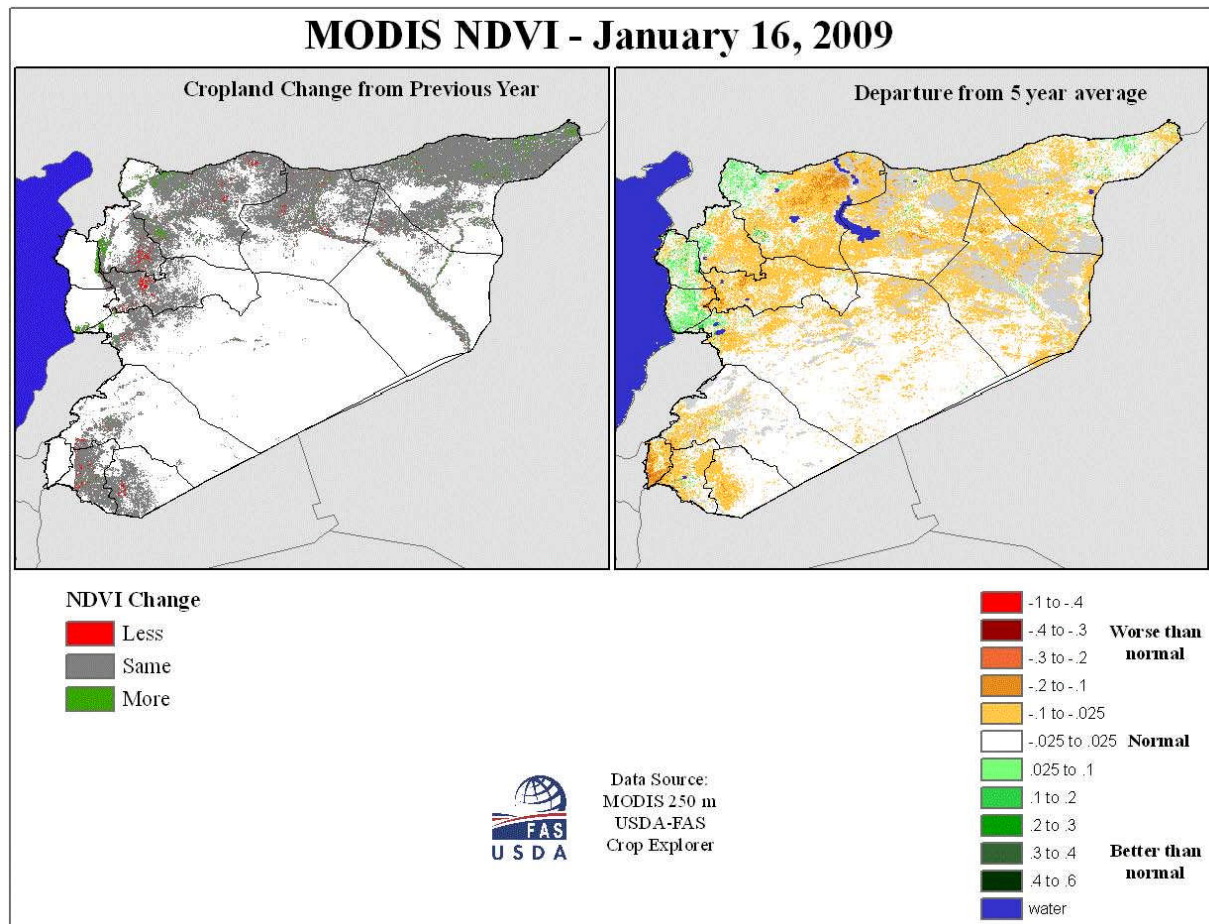 MODIS NDVI - January 16, 2009
Cropland Change from Previous Year
Departure from 5 year average
NDVI Change
Less
Same
More
FAS
USDA
Data Source:
MODIS 250 m
USDA-FAS
Crop Explorer
-1 to -.4
-.4 to -.3
-.3 to -.2
-.2 to -.1
-.1 to -.025
-.025 to .025
.025 to .1
.1 to .2
.2 to .3
.3 to .4
.4 to .6
water
Worse than
normal
Normal
Better than
normal